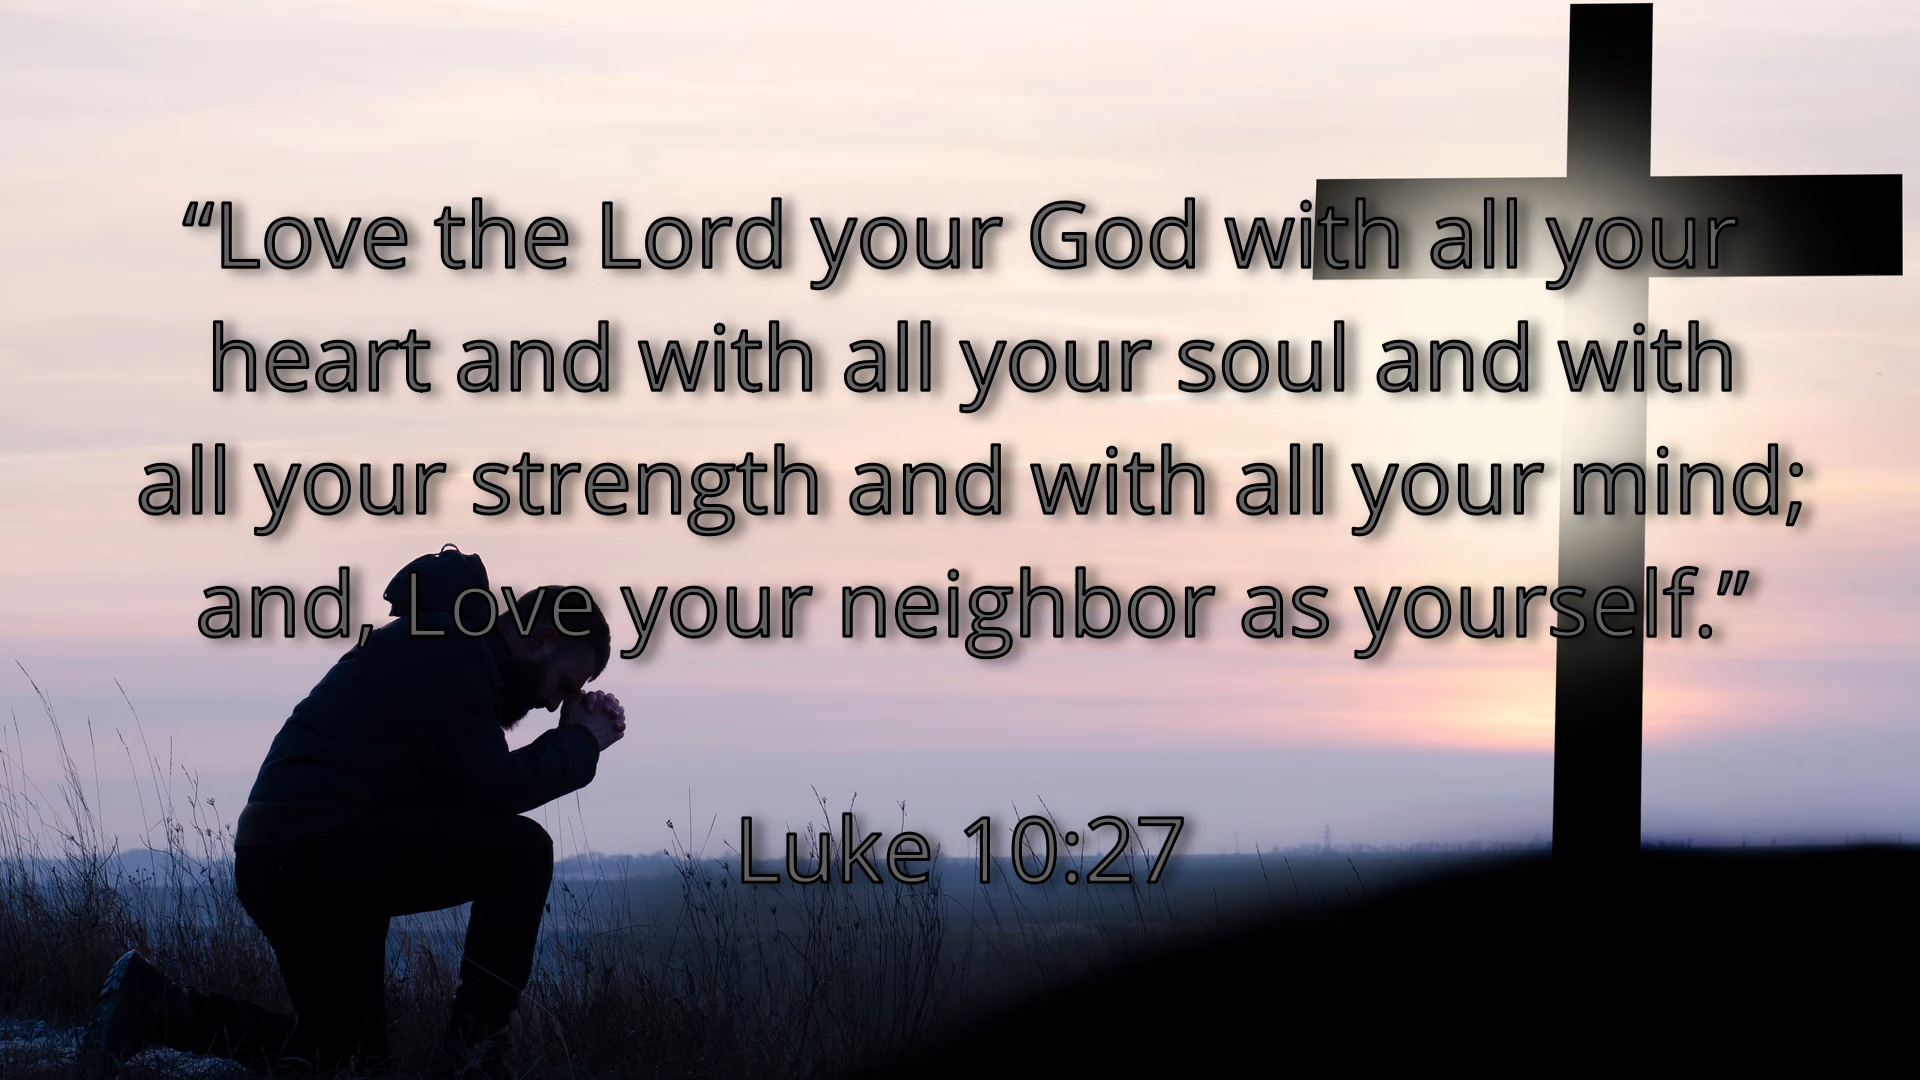 “Love the Lord your God with all your
heart and with all your soul and with
all your strength and with all your mind;
and, Love your neighbor as yourself.”
Luke 10:27